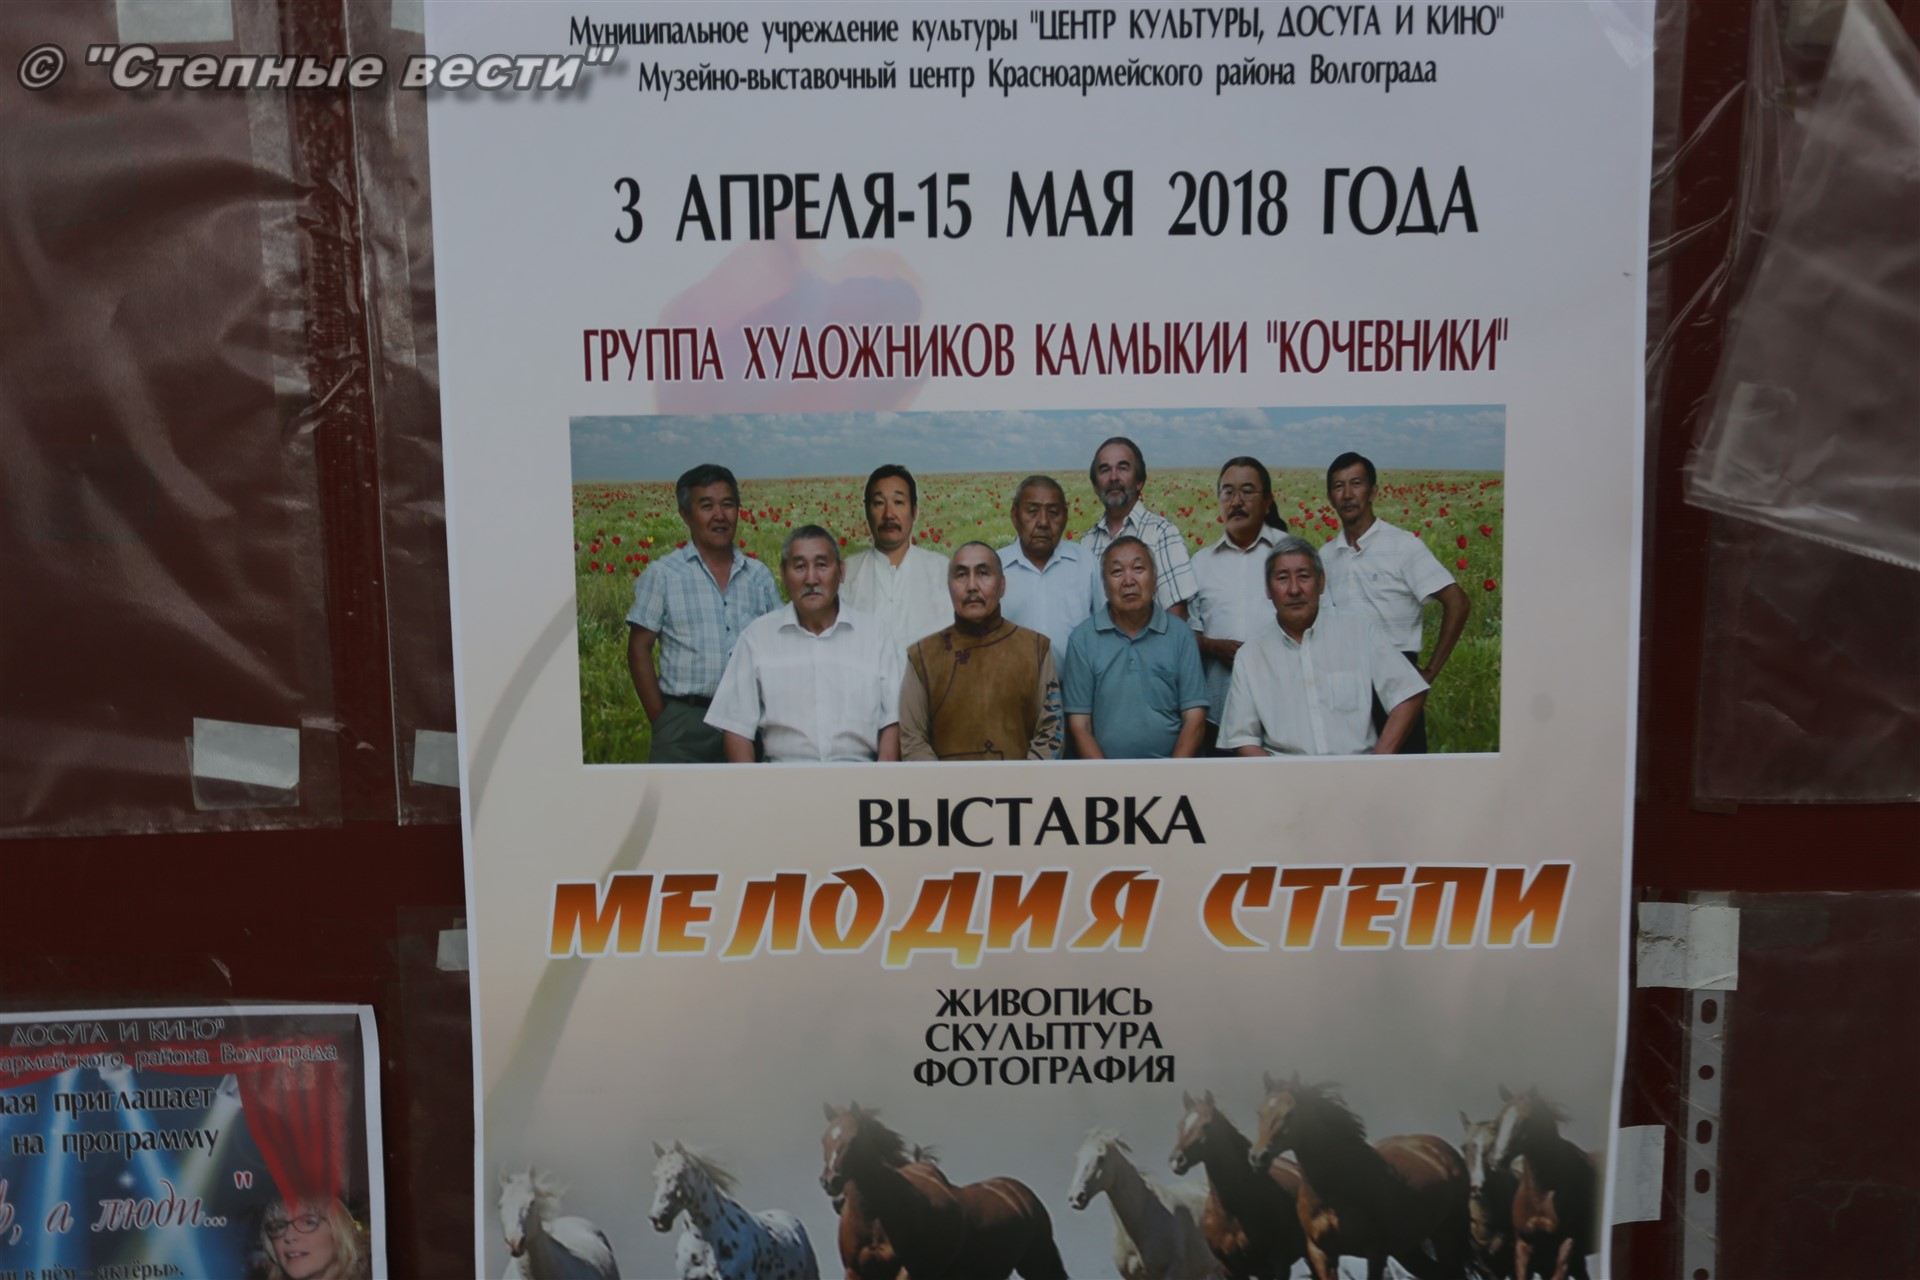 © "Степные вести"
Муниципальное учреждение культуры "ЦЕНТР КУЛЬТУРЫ, ДОСУГА И КИНО"
Музейно-выставочный центр Красноармейского района Волгограда
3 АПРЕЛЯ-15 МАЯ 2018 ГОДА
ГРУППА ХУДОЖНИКОВ КАЛМЫКИИ "КОЧЕВНИКИ"
ВЫСТАВКА
МЕЛОДИЯ СТЕПИ
ЖИВОПИСЬ
СКУЛЬПТУРА
ФОТОГРАФИЯ
ДОСУГА И КИНО"
района Волгограда
приглашает
на программу
а люди..."
в нём – актёры».